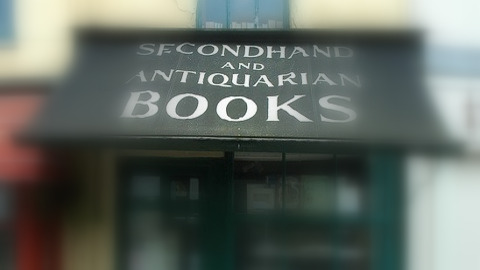 SECONDHAND
AND
ANTIQUARIAN
BOOKS